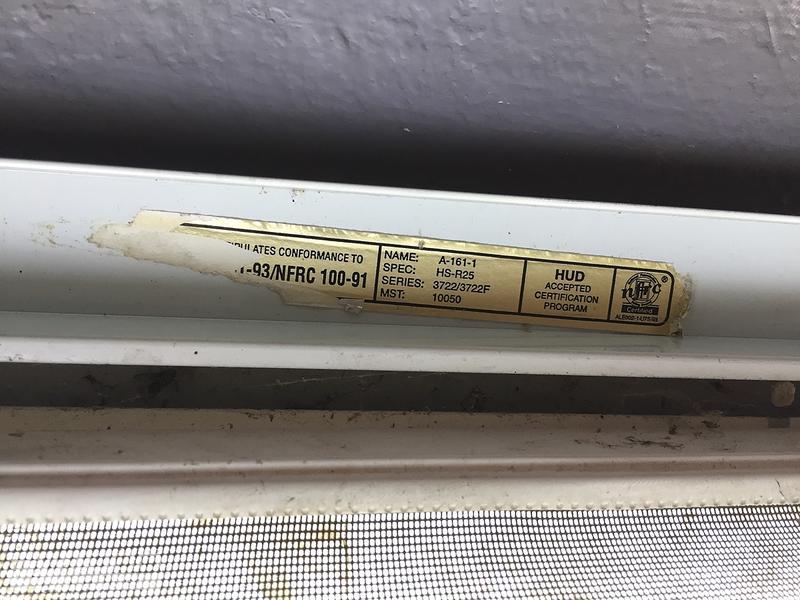 CONFORMANCE TO
-93/NFRC 100-91
NAME: A-161-1
SPEC: HS-R25
SERIES: 3722/3722F
MST: 10050
HUD
ACCEPTED
CERTIFICATION
PROGRAM
nfrc
®
Certified